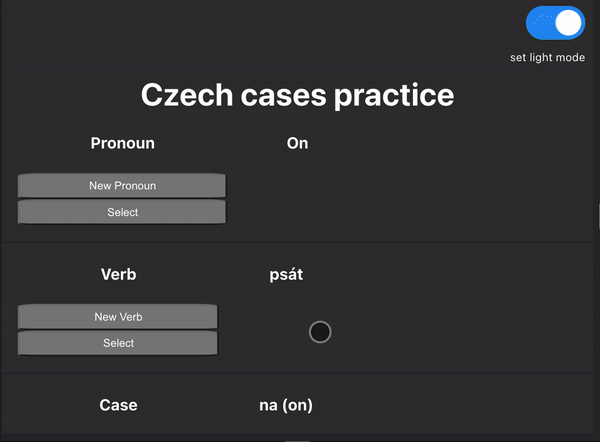 set light mode
Czech cases practice
Pronoun On
New Pronoun
Select
Verb psát
New Verb
Select
Case na (on)